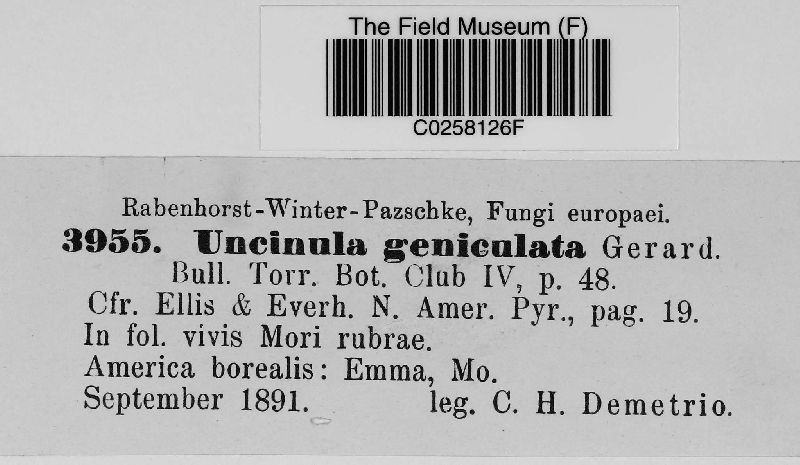 The Field Museum (F)
C0258126F
Rabenhorst-Winter-Pazschke, Fungi europaei.
3955. Uncinula geniculata Gerard.
Bull. Torr. Bot. Club IV, p. 48.
Cfr. Ellis & Everh. N. Amer. Pyr., pag. 19.
In fol. vivis Mori rubrae.
America borealis: Emma, Mo.
September 1891. leg. C. H. Demetrio.